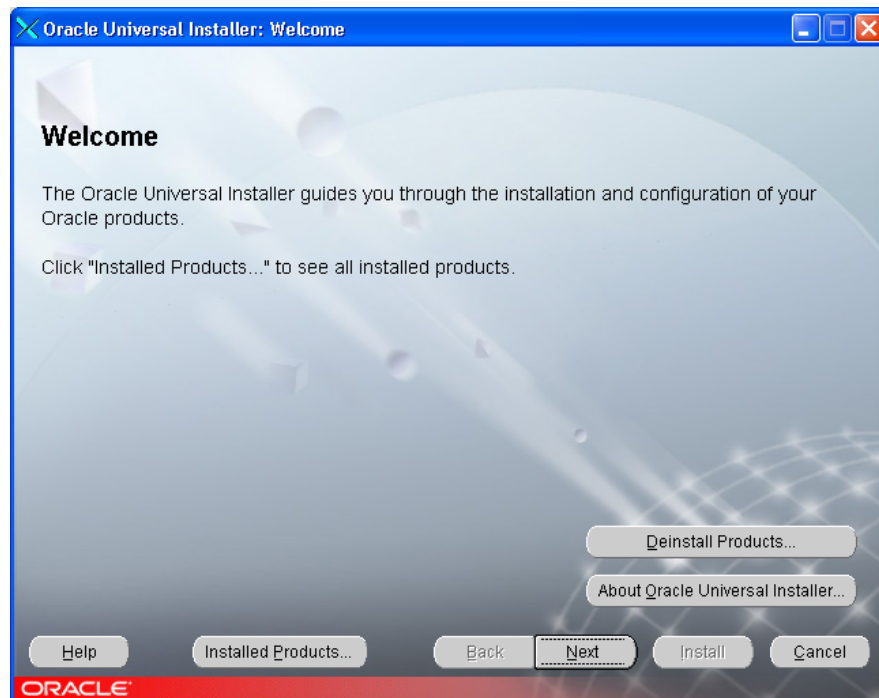 Oracle Universal Installer: Welcome
Welcome
The Oracle Universal Installer guides you through the installation and configuration of your
Oracle products.
Click "Installed Products..." to see all installed products.
Deinstall Products...
About Oracle Universal Installer...
Help
Installed Products...
Back
Next
Install
Cancel
ORACLE